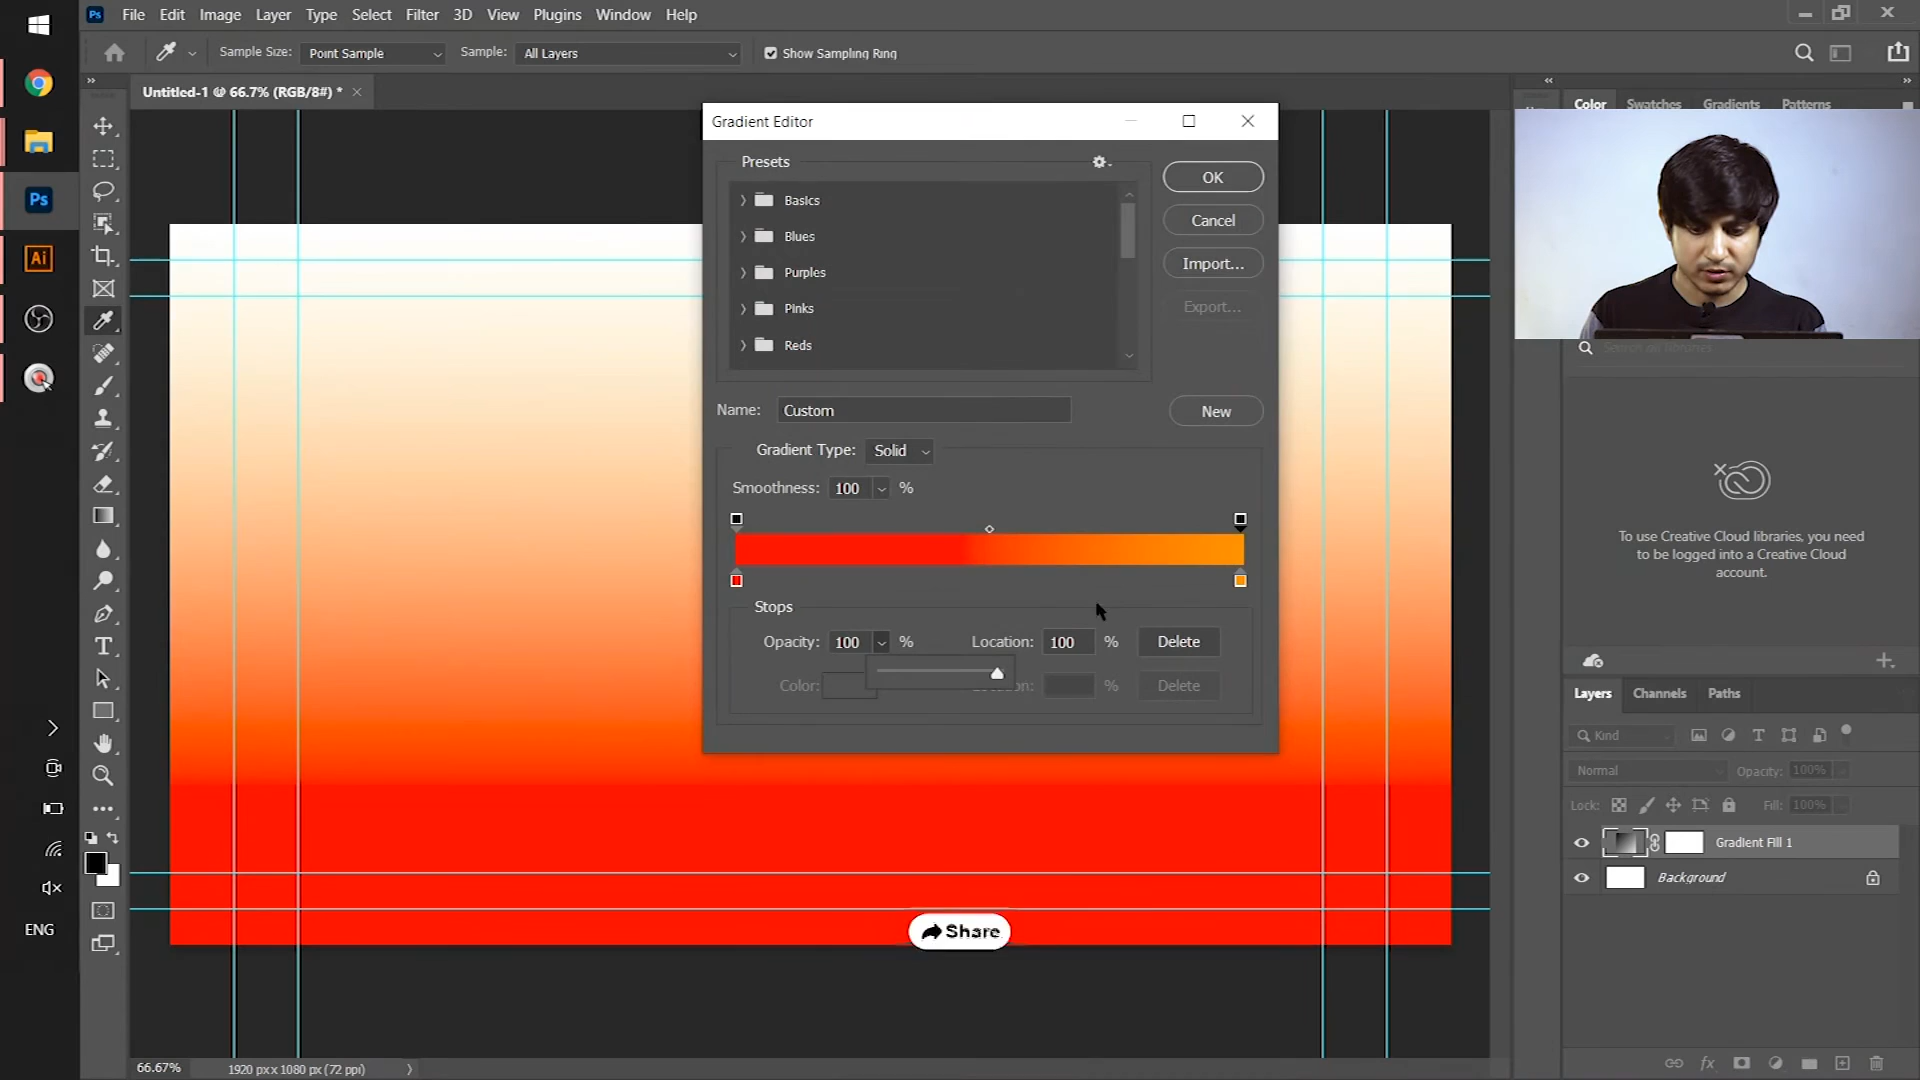 Ps File Edit Image Layer Type Select Filter 3D View Plugins Window Help
Sample Size: Point Sample Sample: All Layers Show Sampling Ring
Untitled-1 @ 66.7% (RGB/8#) *
Color Swatches Gradients Patterns
Gradient Editor
Presets
Basics
Blues
Purples
Pinks
Reds
OK
Cancel
Import...
Export...
Name: Custom
New
Gradient Type: Solid
Smoothness: 100 %
Stops
Opacity: 100 % Location: 100 % Delete
Color: % Delete
Ps
Ai
ENG
T
Share
66.67% 1920 px x 1080 px (72 ppi)
To use Creative Cloud libraries, you need
to be logged into a Creative Cloud
account.
Layers Channels Paths
Kind T
Normal Opacity: 100%
Lock: Fill: 100%
Gradient Fill 1
Background
fx